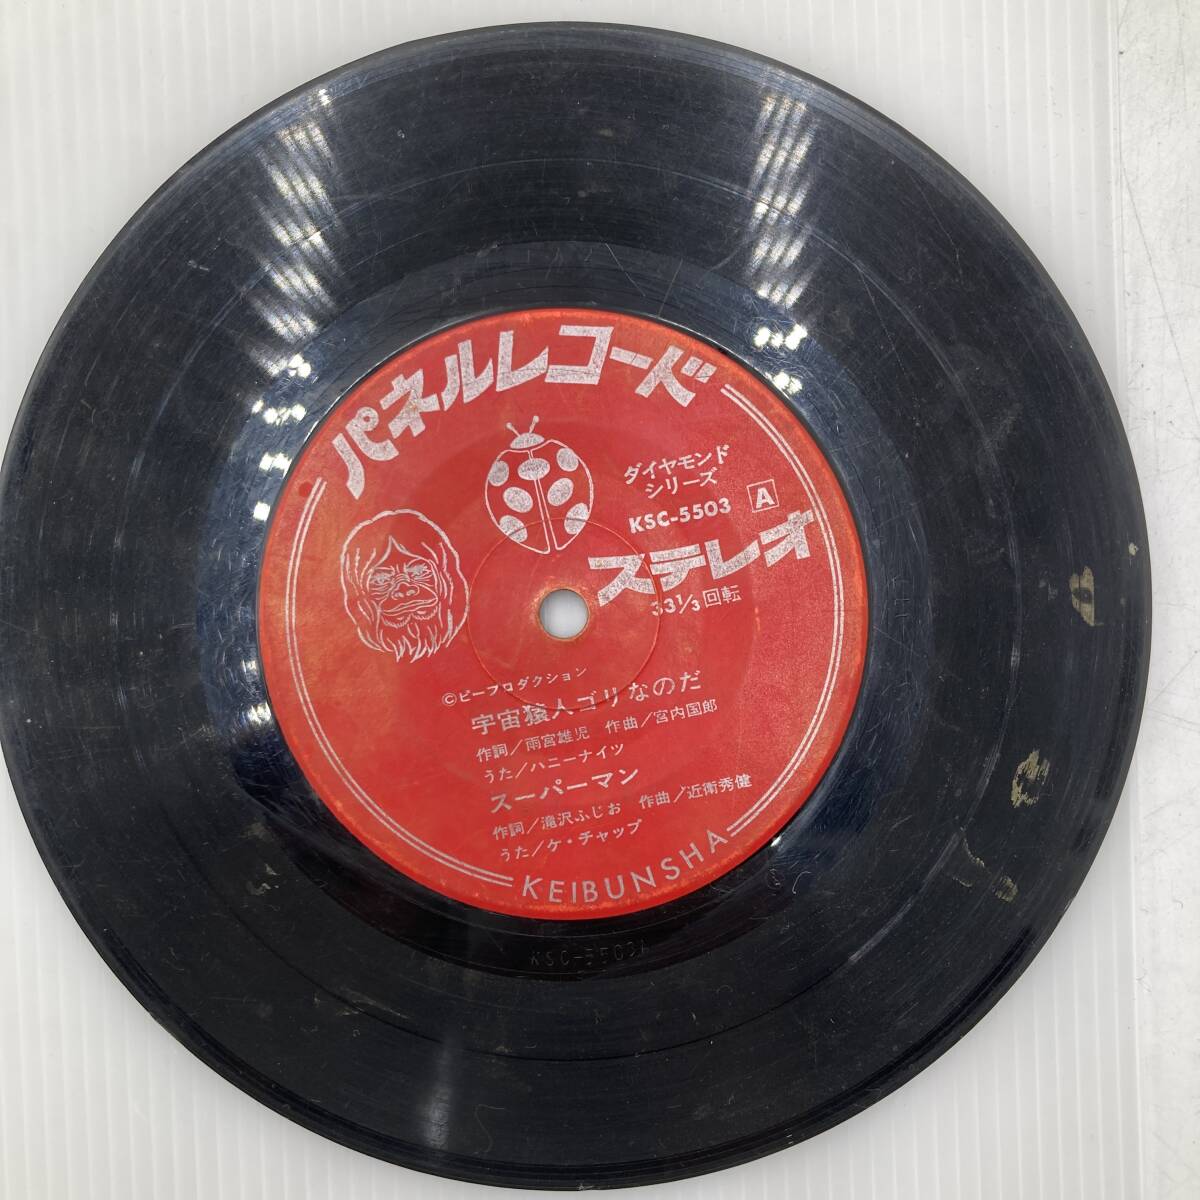 パネルレコード
ダイヤモンド
シリーズ
KSC-5503 A
ステレオ
33 1/3 回転
©ピープロダクション
宇宙猿人ゴリなのだ
作詞/雨宮雄児 作曲/宮内国郎
うた/ハニーナイツ
スーパーマン
作詞/滝沢ふじお 作曲/近衛秀健
うた/ケ・チャップ
KEIBUNSHA
KSC-5503A